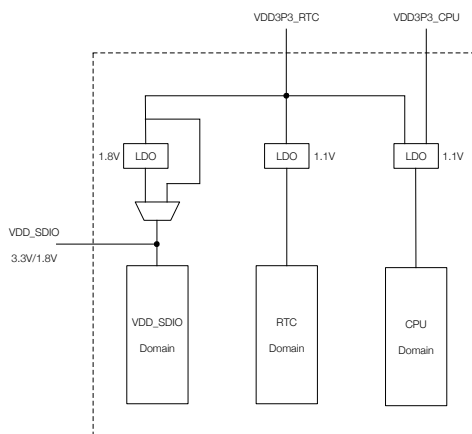 VDD3P3_RTC
VDD3P3_CPU
1.8V
LDO
LDO
1.1V
LDO
1.1V
VDD_SDIO
3.3V/1.8V
VDD_SDIO
Domain
RTC
Domain
CPU
Domain